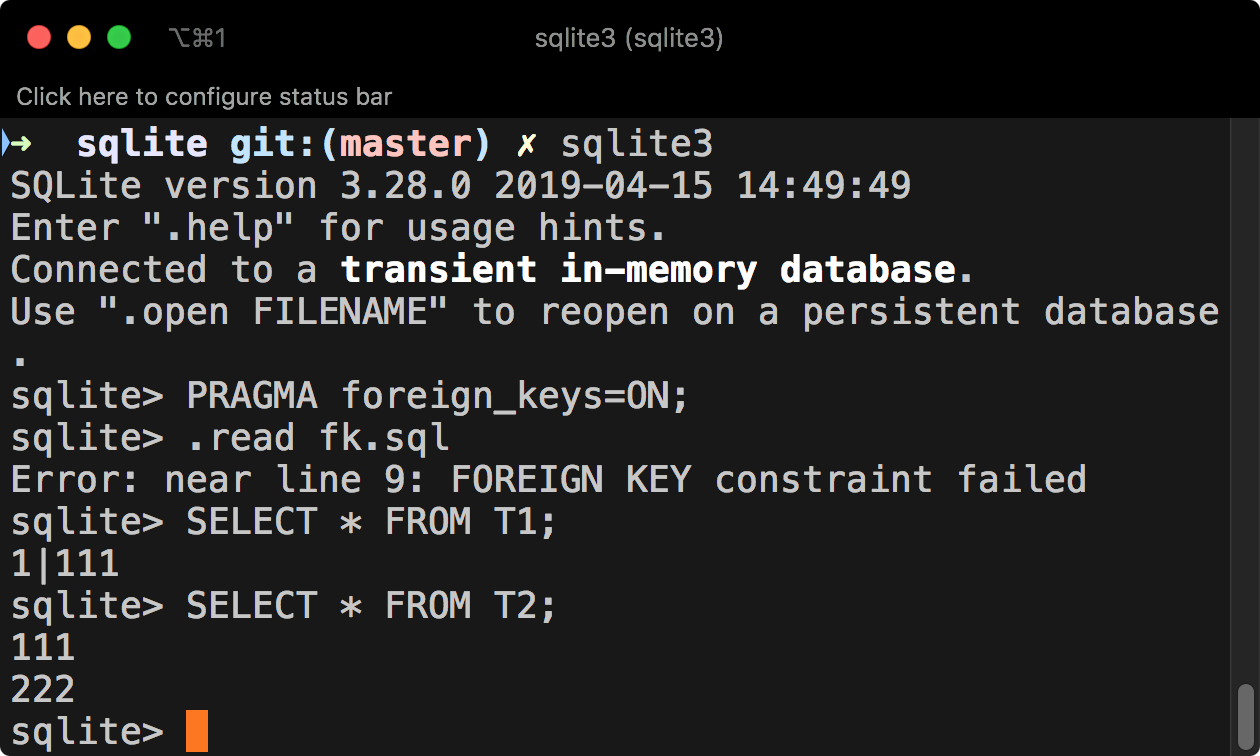 ⌥⌘1 sqlite3 (sqlite3)
Click here to configure status bar
➜ sqlite git:(master) ✗ sqlite3
SQLite version 3.28.0 2019-04-15 14:49:49
Enter ".help" for usage hints.
Connected to a transient in-memory database.
Use ".open FILENAME" to reopen on a persistent database
.
sqlite> PRAGMA foreign_keys=ON;
sqlite> .read fk.sql
Error: near line 9: FOREIGN KEY constraint failed
sqlite> SELECT * FROM T1;
1|111
sqlite> SELECT * FROM T2;
111
222
sqlite>